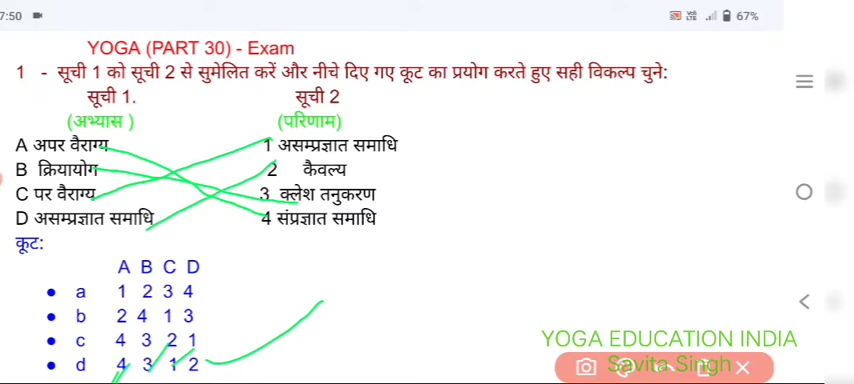 7:50 67%
YOGA (PART 30) - Exam
1 - सूची 1 को सूची 2 से सुमेलित करें और नीचे दिए गए कूट का प्रयोग करते हुए सही विकल्प चुने:
सूची 1. सूची 2
(अभ्यास ) (परिणाम)
A अपर वैराग्य 1 असम्प्रज्ञात समाधि
B क्रियायोग 2 कैवल्य
C पर वैराग्य 3 क्लेश तनुकरण
D असम्प्रज्ञात समाधि 4 संप्रज्ञात समाधि
कूट:
A B C D
• a 1 2 3 4
• b 2 4 1 3
• c 4 3 2 1
• d 4 3 1 2
YOGA EDUCATION INDIA
Savita Singh